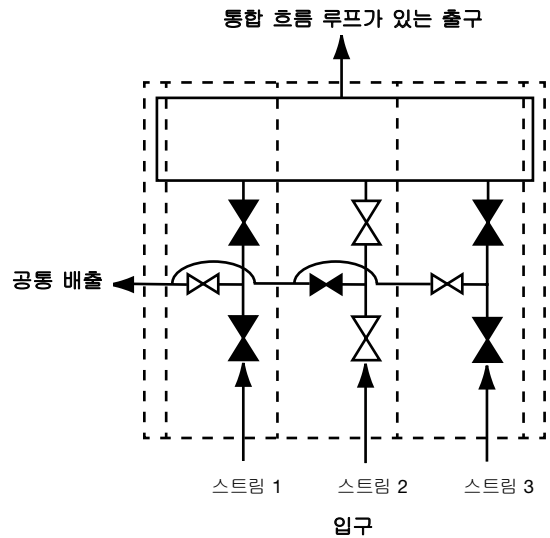 통합 흐름 루프가 있는 출구
공통 배출
스트림 1
스트림 2
스트림 3
입구